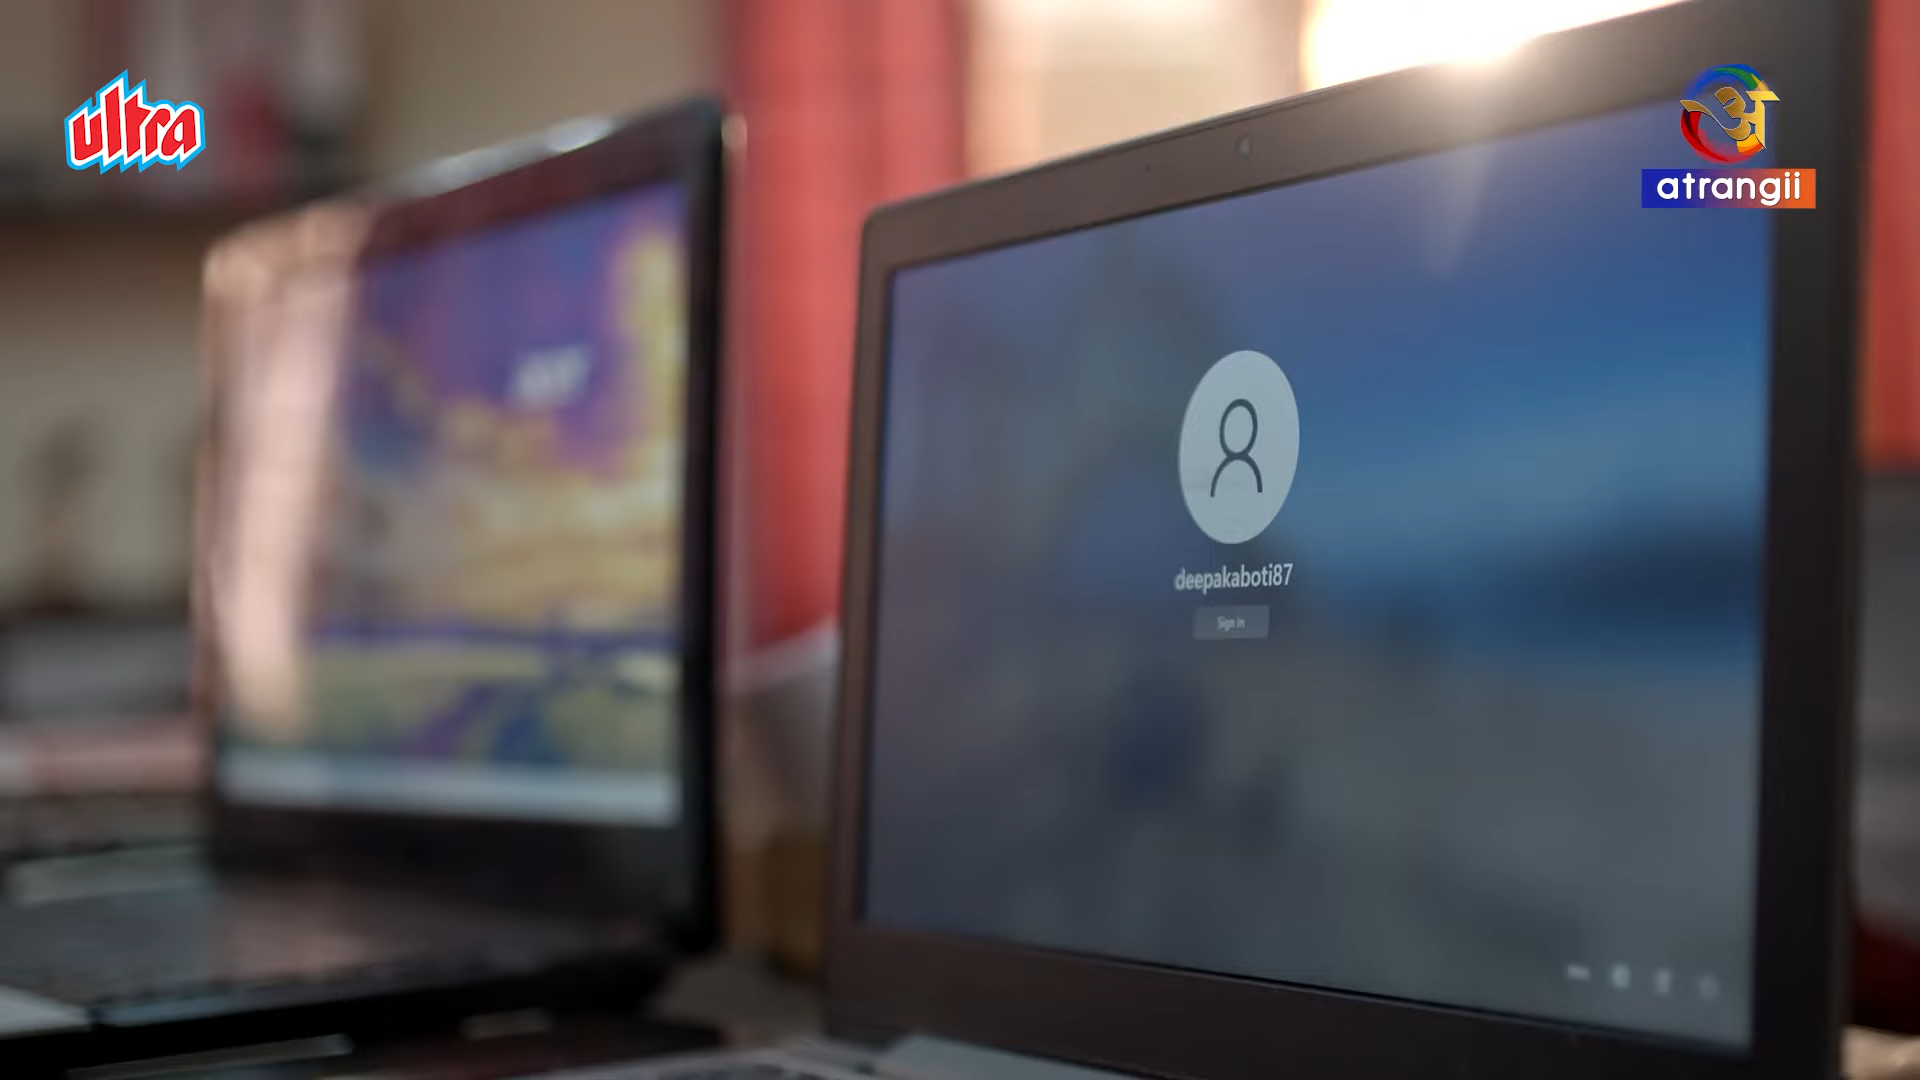 ultra
अ
atrangii
deepakaboti87
Sign in